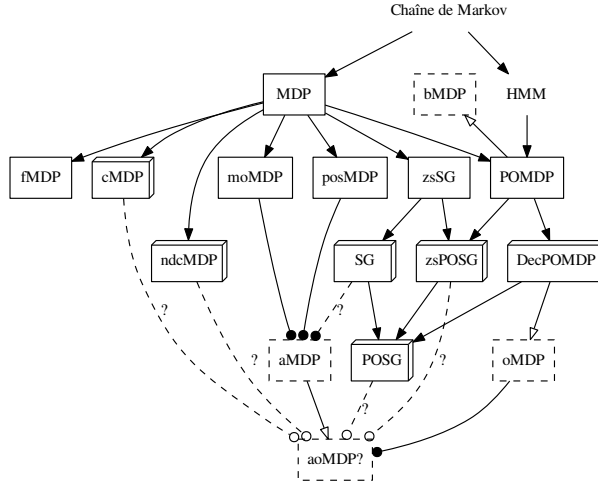 Chaîne de Markov
MDP
bMDP
HMM
fMDP
cMDP
moMDP
posMDP
zsSG
POMDP
ndcMDP
SG
zsPOSG
DecPOMDP
?
?
?
aMDP
POSG
?
oMDP
?
aoMDP?